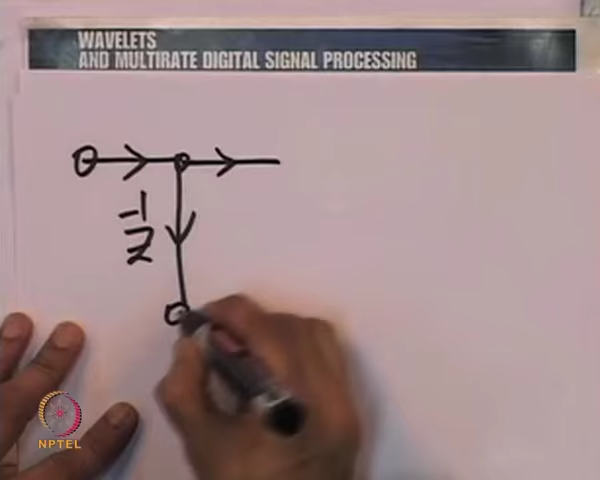 WAVELETS
AND MULTIRATE DIGITAL SIGNAL PROCESSING
-1
Z
NPTEL